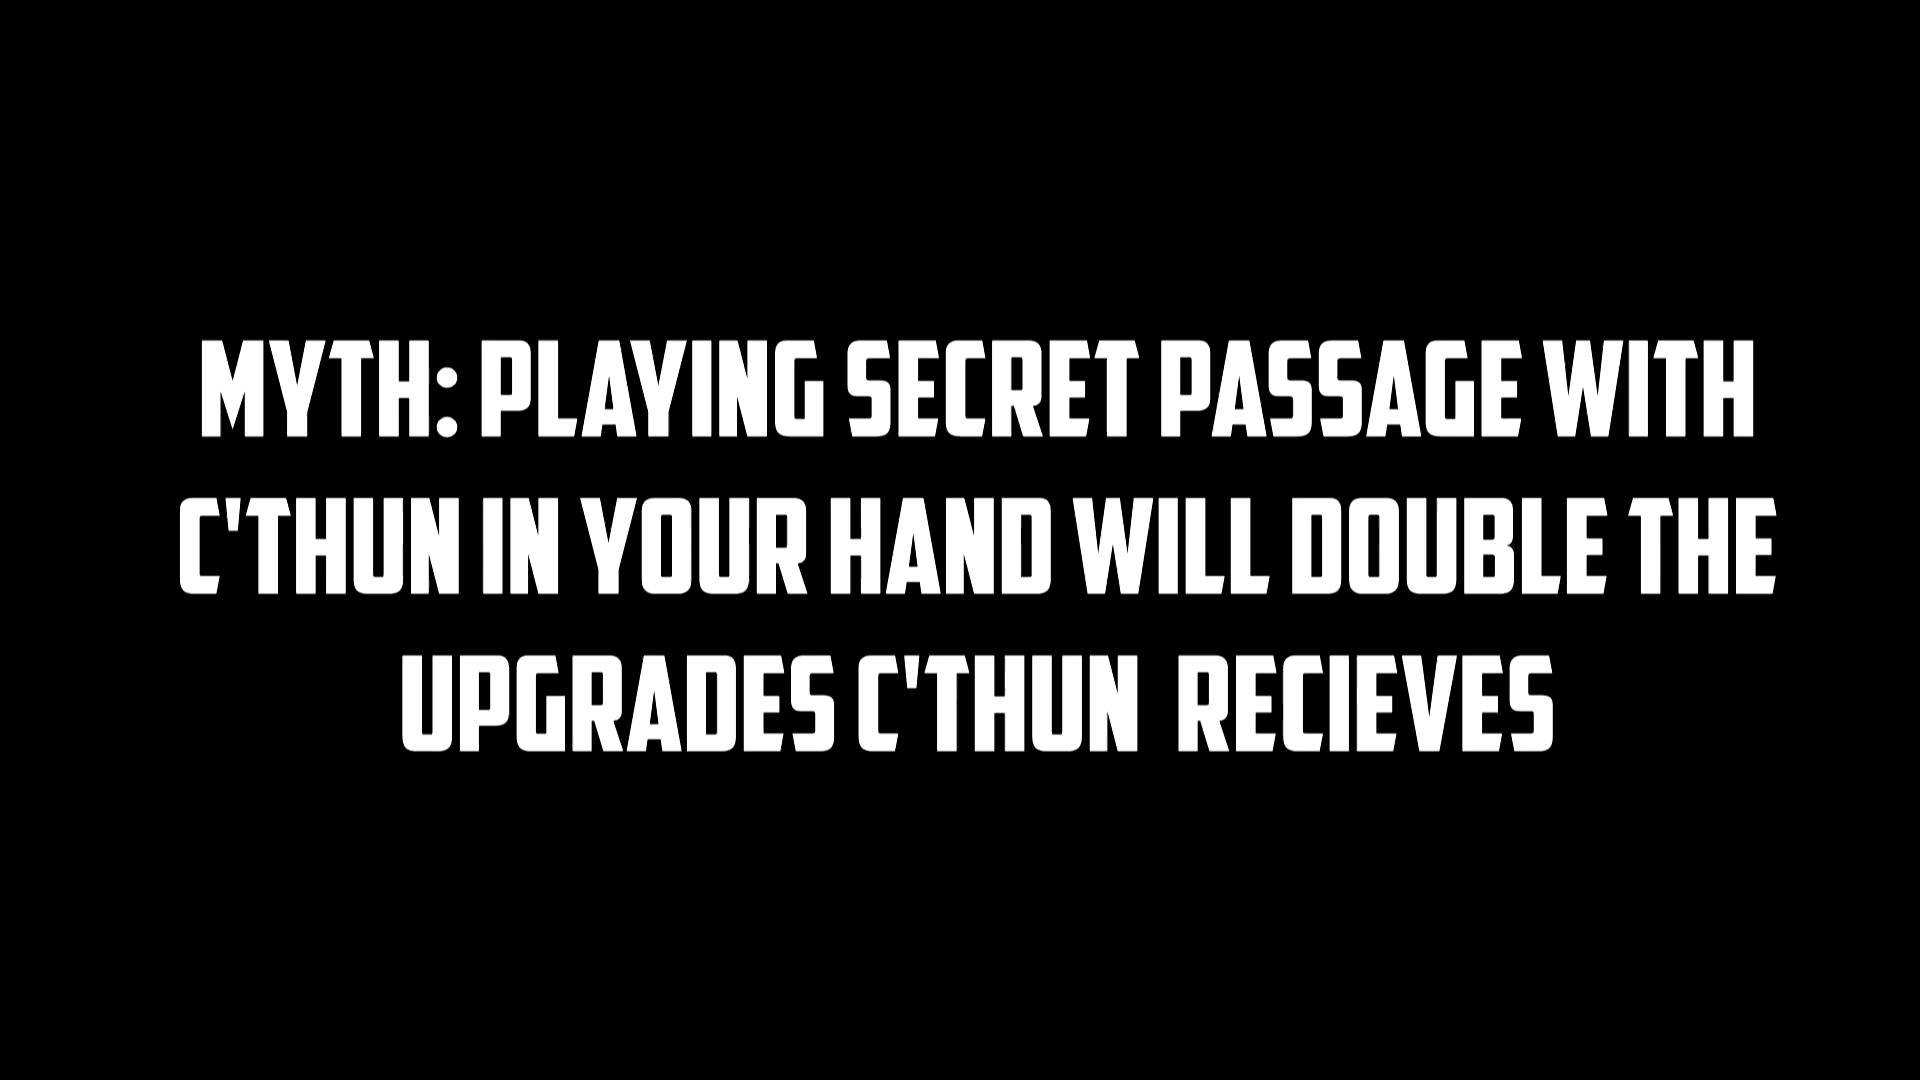 MYTH: PLAYING SECRET PASSAGE WITH
C'THUN IN YOUR HAND WILL DOUBLE THE
UPGRADES C'THUN RECIEVES